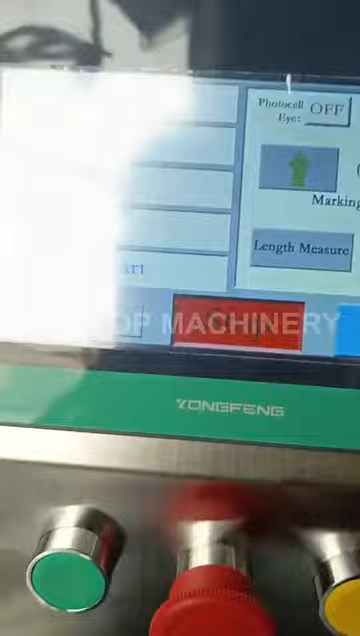 Photocell
Eye:
OFF
Marking
Length Measure
OP MACHINERY
YONGFENG